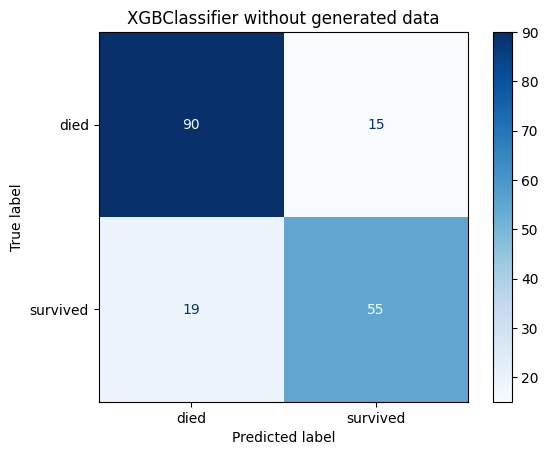 XGBClassifier without generated data
True label
died
survived
90
15
19
55
died
survived
Predicted label
90
80
70
60
50
40
30
20